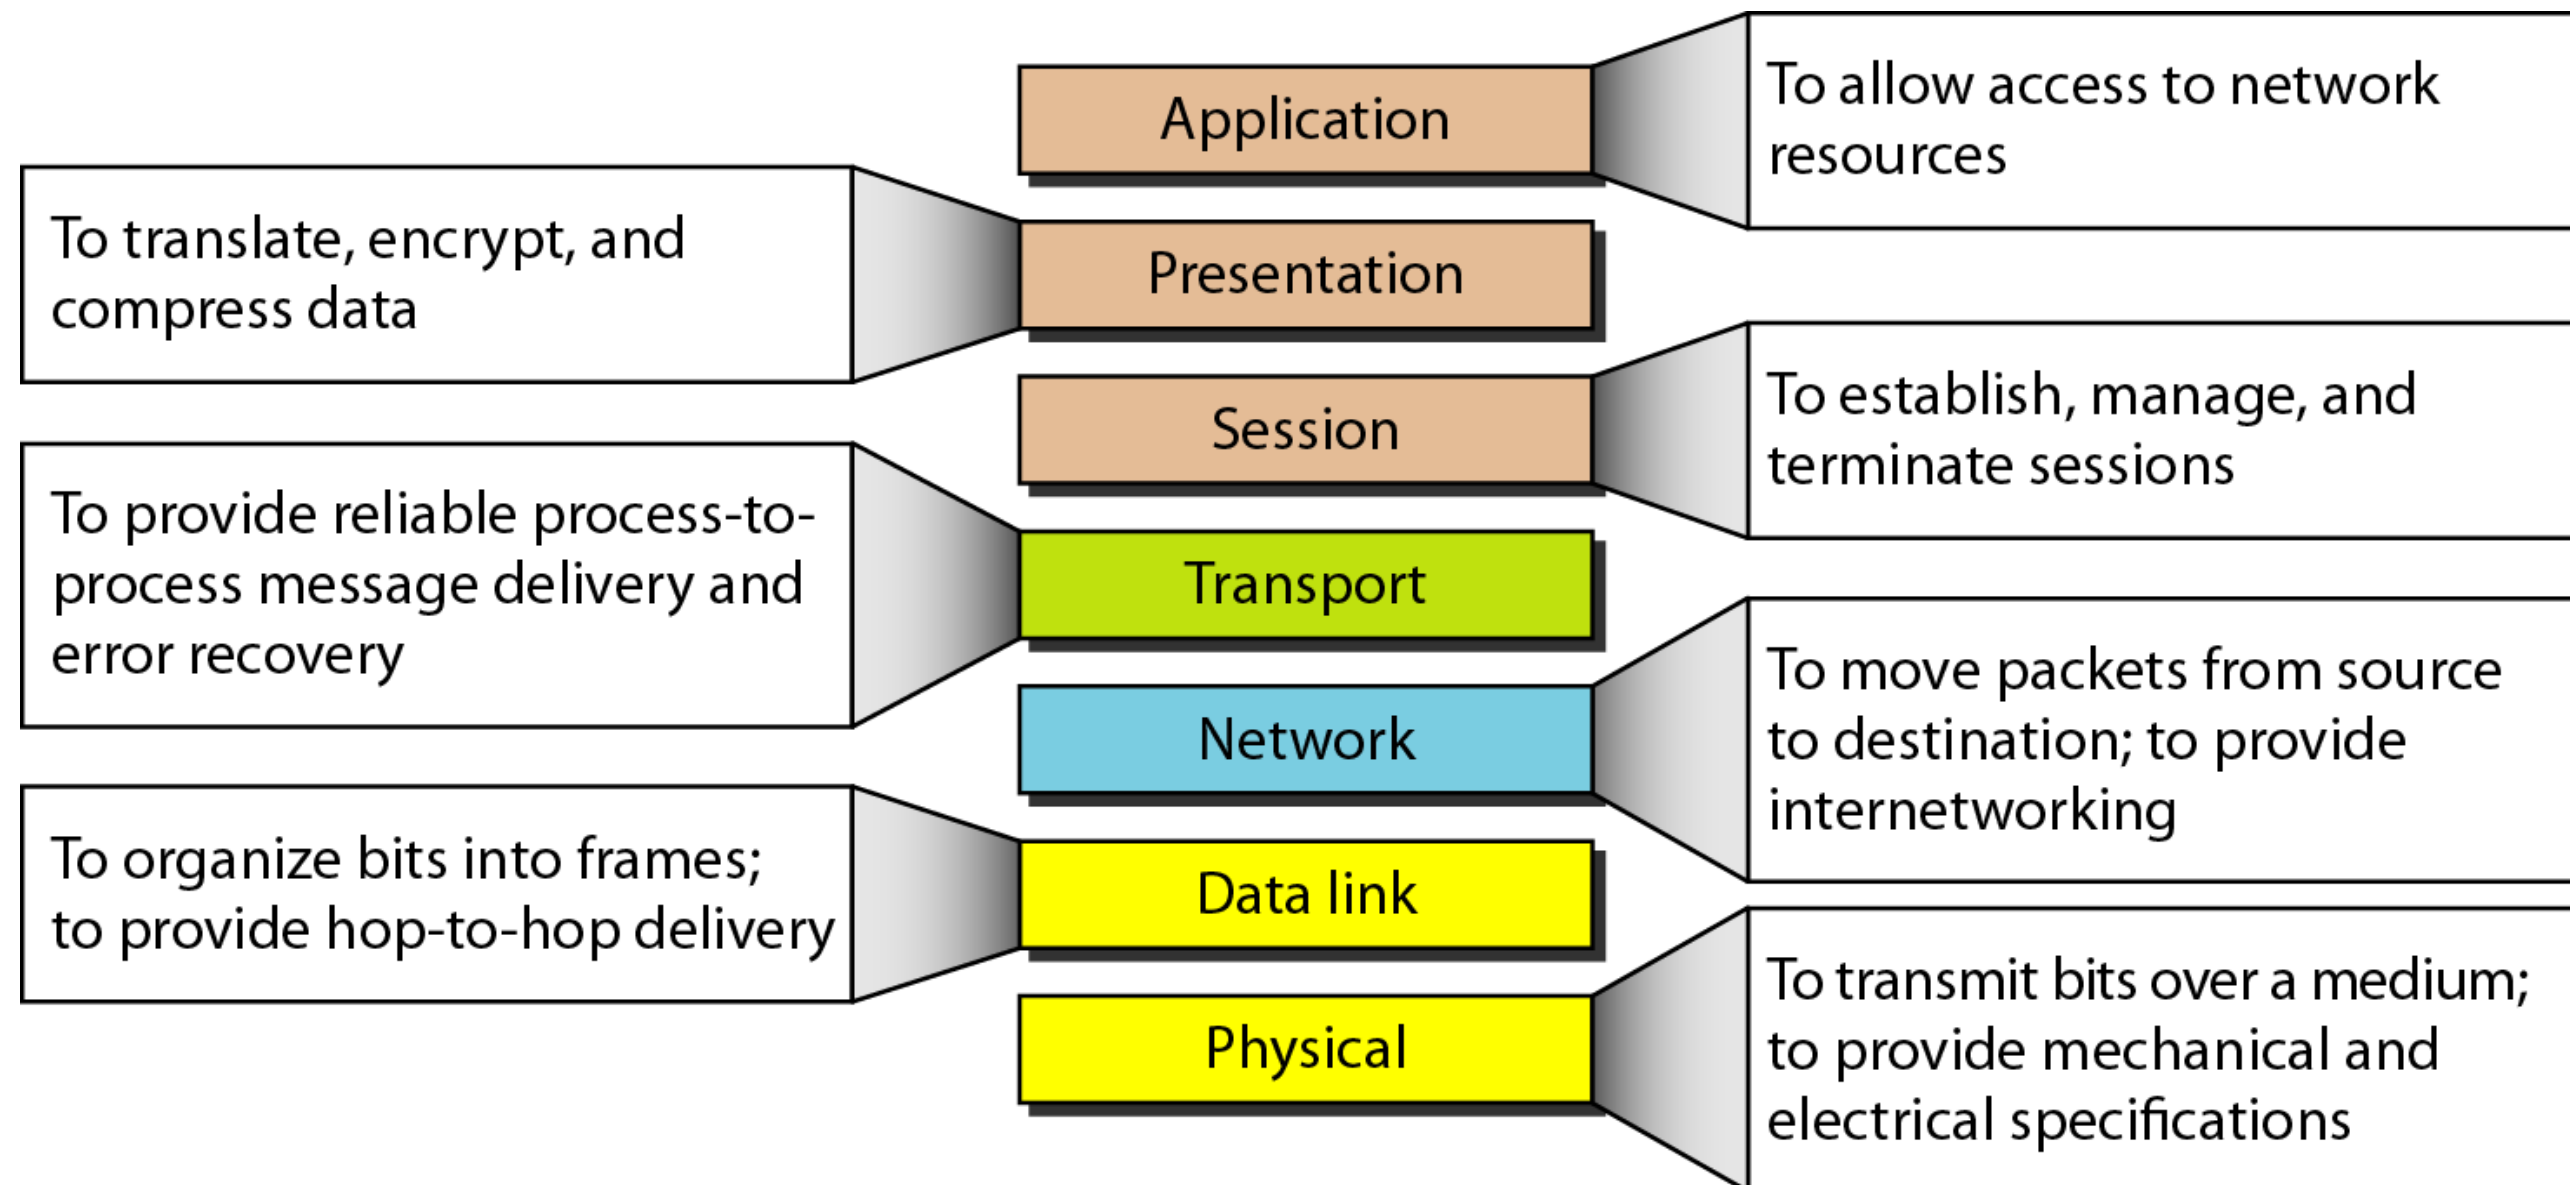 Application
To allow access to network
resources
To translate, encrypt, and
compress data
Presentation
Session
To establish, manage, and
terminate sessions
To provide reliable process-to-
process message delivery and
error recovery
Transport
Network
To move packets from source
to destination; to provide
internetworking
To organize bits into frames;
to provide hop-to-hop delivery
Data link
Physical
To transmit bits over a medium;
to provide mechanical and
electrical specifications